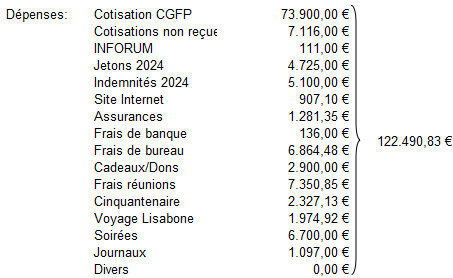 Dépenses: Cotisation CGFP 73.900,00 €
Cotisations non reçue 7.116,00 €
INFORUM 111,00 €
Jetons 2024 4.725,00 €
Indemnités 2024 5.100,00 €
Site Internet 907,10 €
Assurances 1.281,35 €
Frais de banque 136,00 €
Frais de bureau 6.864,48 €
122.490,83 €
Cadeaux/Dons 2.900,00 €
Frais réunions 7.350,85 €
Cinquantenaire 2.327,13 €
Voyage Lisabone 1.974,92 €
Soirées 6.700,00 €
Journaux 1.097,00 €
Divers 0,00 €